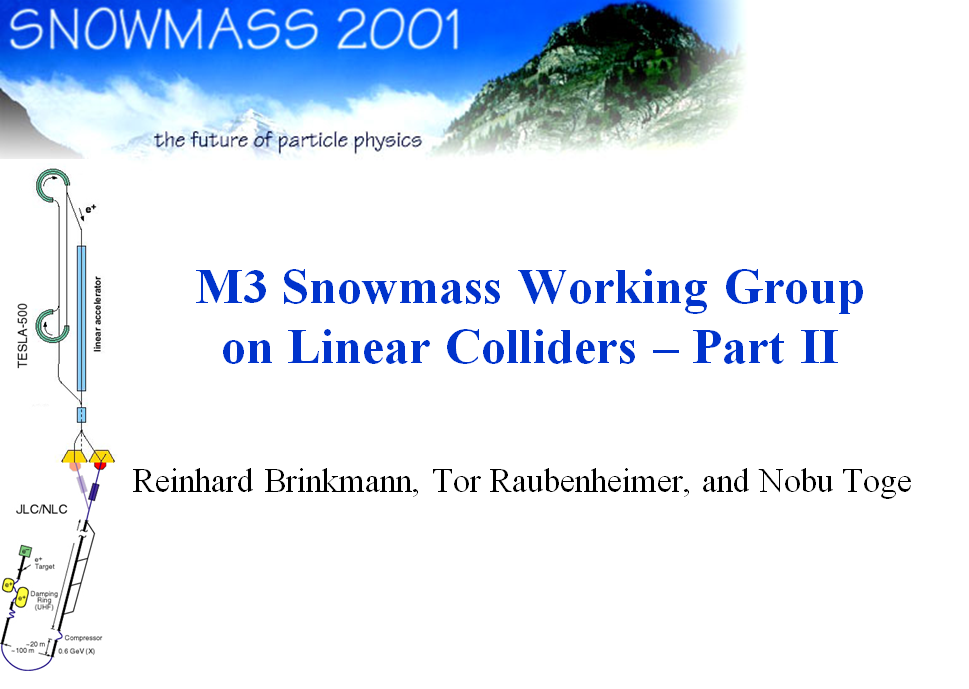 SNOWMASS 2001
the future of particle physics
e+
linear accelerator
TESLA-500
M3 Snowmass Working Group
on Linear Colliders – Part II
Reinhard Brinkmann, Tor Raubenheimer, and Nobu Toge
JLC/NLC
e-
e+
Target
e+
e+
Damping
Ring
(UHF)
Compressor
~20 m
~100 m
0.6 GeV (X)